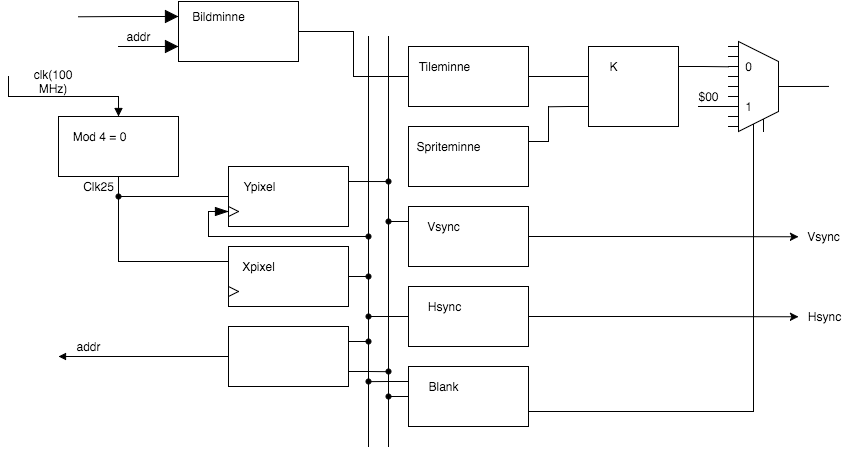 Bildminne
addr
clk(100
MHz)
Mod 4 = 0
Clk25
Ypixel
Xpixel
addr
Tileminne
K
0
$00
1
Spriteminne
Vsync
Vsync
Hsync
Hsync
Blank